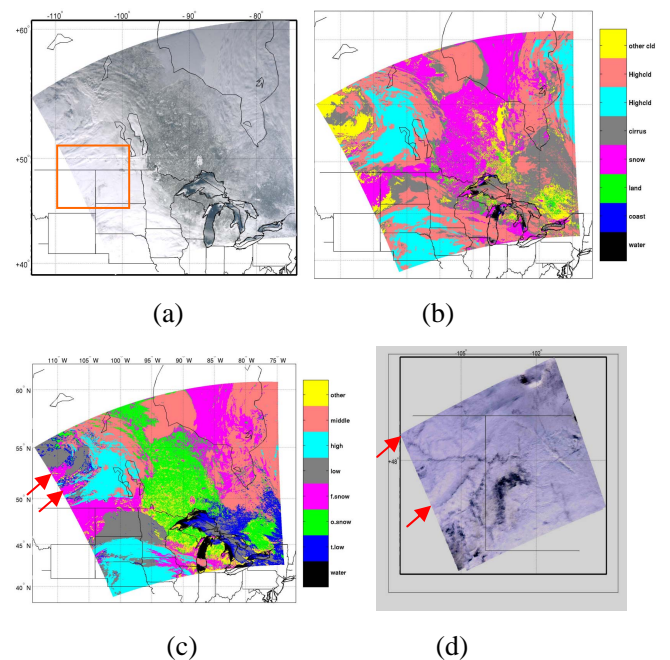 -110° -100° -90° -80°
+60°
+50°
+40°
(a)
other cld
Highcld
Highcld
cirrus
snow
land
coast
water
(b)
110° W 105° W 100° W 95° W 90° W 85° W 80° W 75° W
60° N
55° N
50° N
45° N
40° N
other
middle
high
low
f.snow
o.snow
t.low
water
(c)
-105° -102°
+48°
(d)